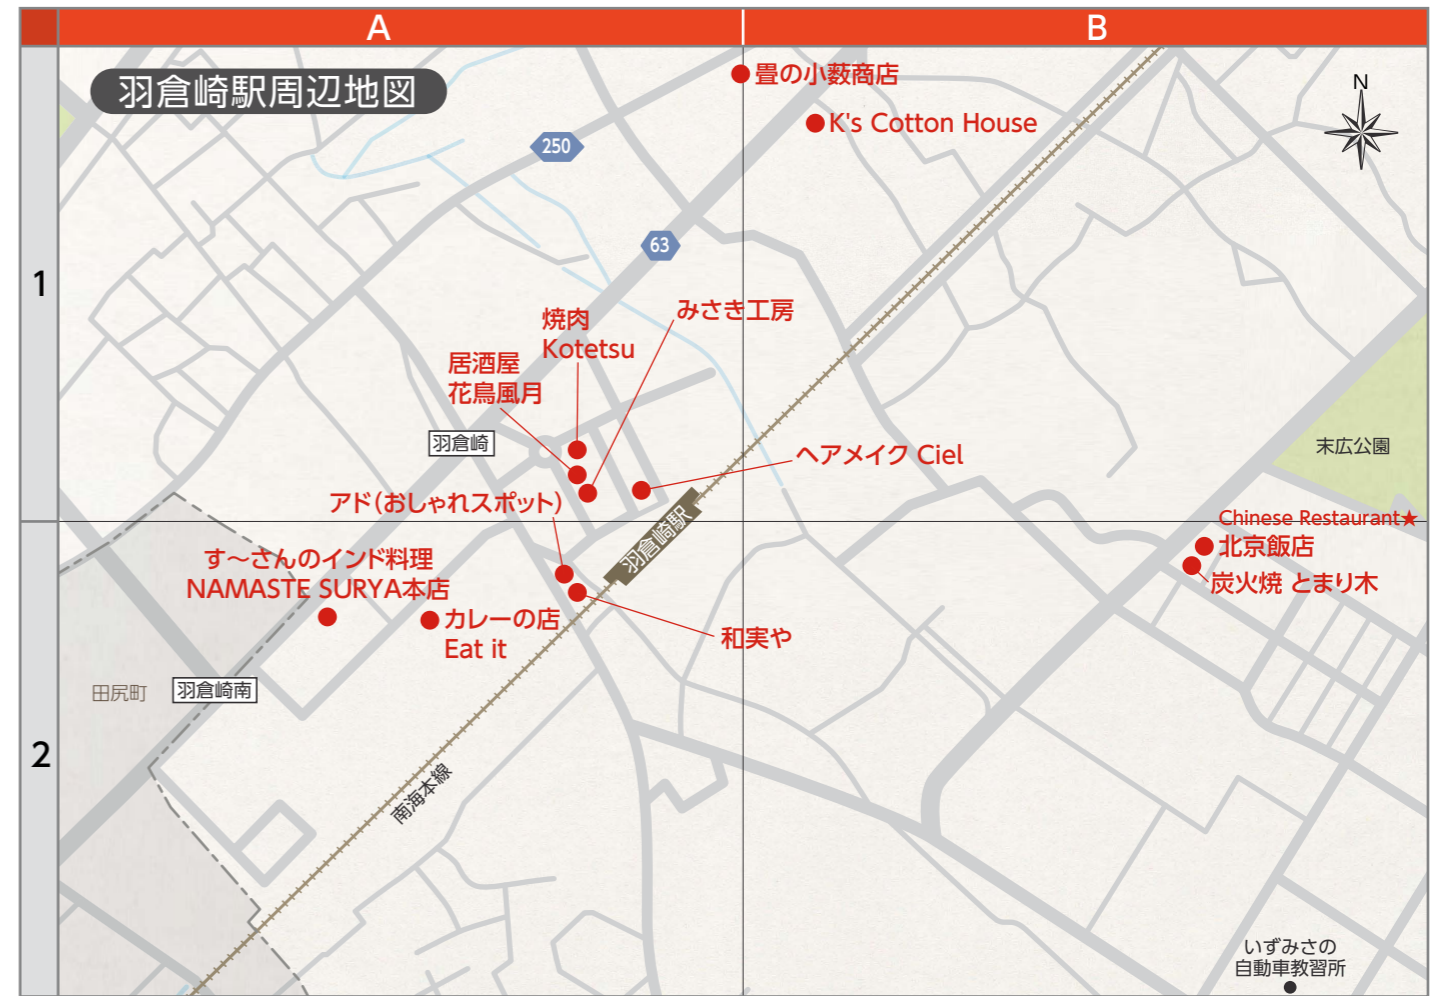 A
B
1
2
羽倉崎駅周辺地図
N
畳の小薮商店
K's Cotton House
250
63
みさき工房
焼肉
Kotetsu
居酒屋
花鳥風月
羽倉崎
ヘアメイク Ciel
末広公園
アド（おしゃれスポット）
羽倉崎駅
Chinese Restaurant★
北京飯店
炭火焼 とまり木
す～さんのインド料理
NAMASTE SURYA本店
カレーの店
Eat it
和実や
田尻町
羽倉崎南
南海本線
いずみさの
自動車教習所